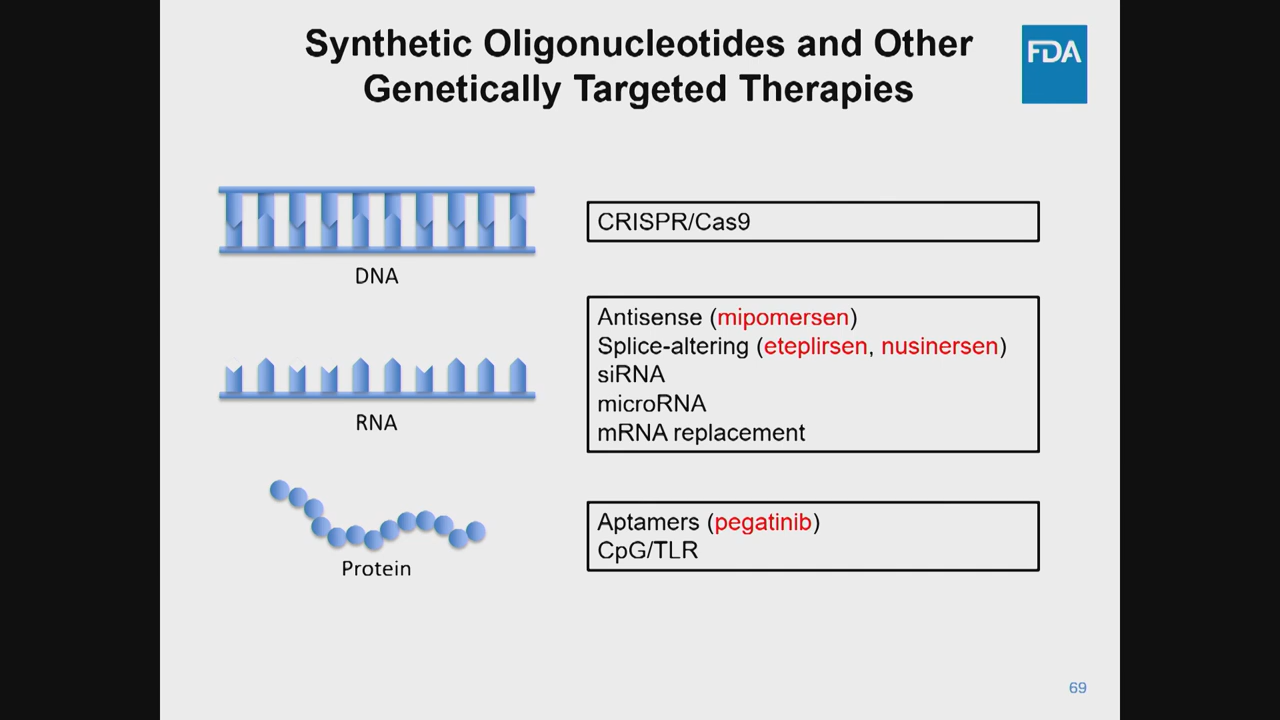 Synthetic Oligonucleotides and Other
Genetically Targeted Therapies
FDA
DNA
CRISPR/Cas9
RNA
Antisense (mipomersen)
Splice-altering (eteplirsen, nusinersen)
siRNA
microRNA
mRNA replacement
Protein
Aptamers (pegatinib)
CpG/TLR
69